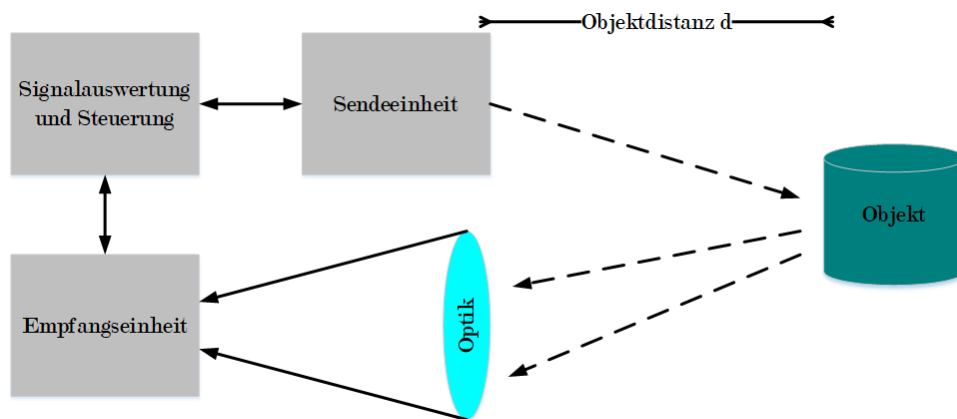 Objektdistanz d
Signalauswertung
und Steuerung
Sendeeinheit
Objekt
Empfangseinheit
Optik